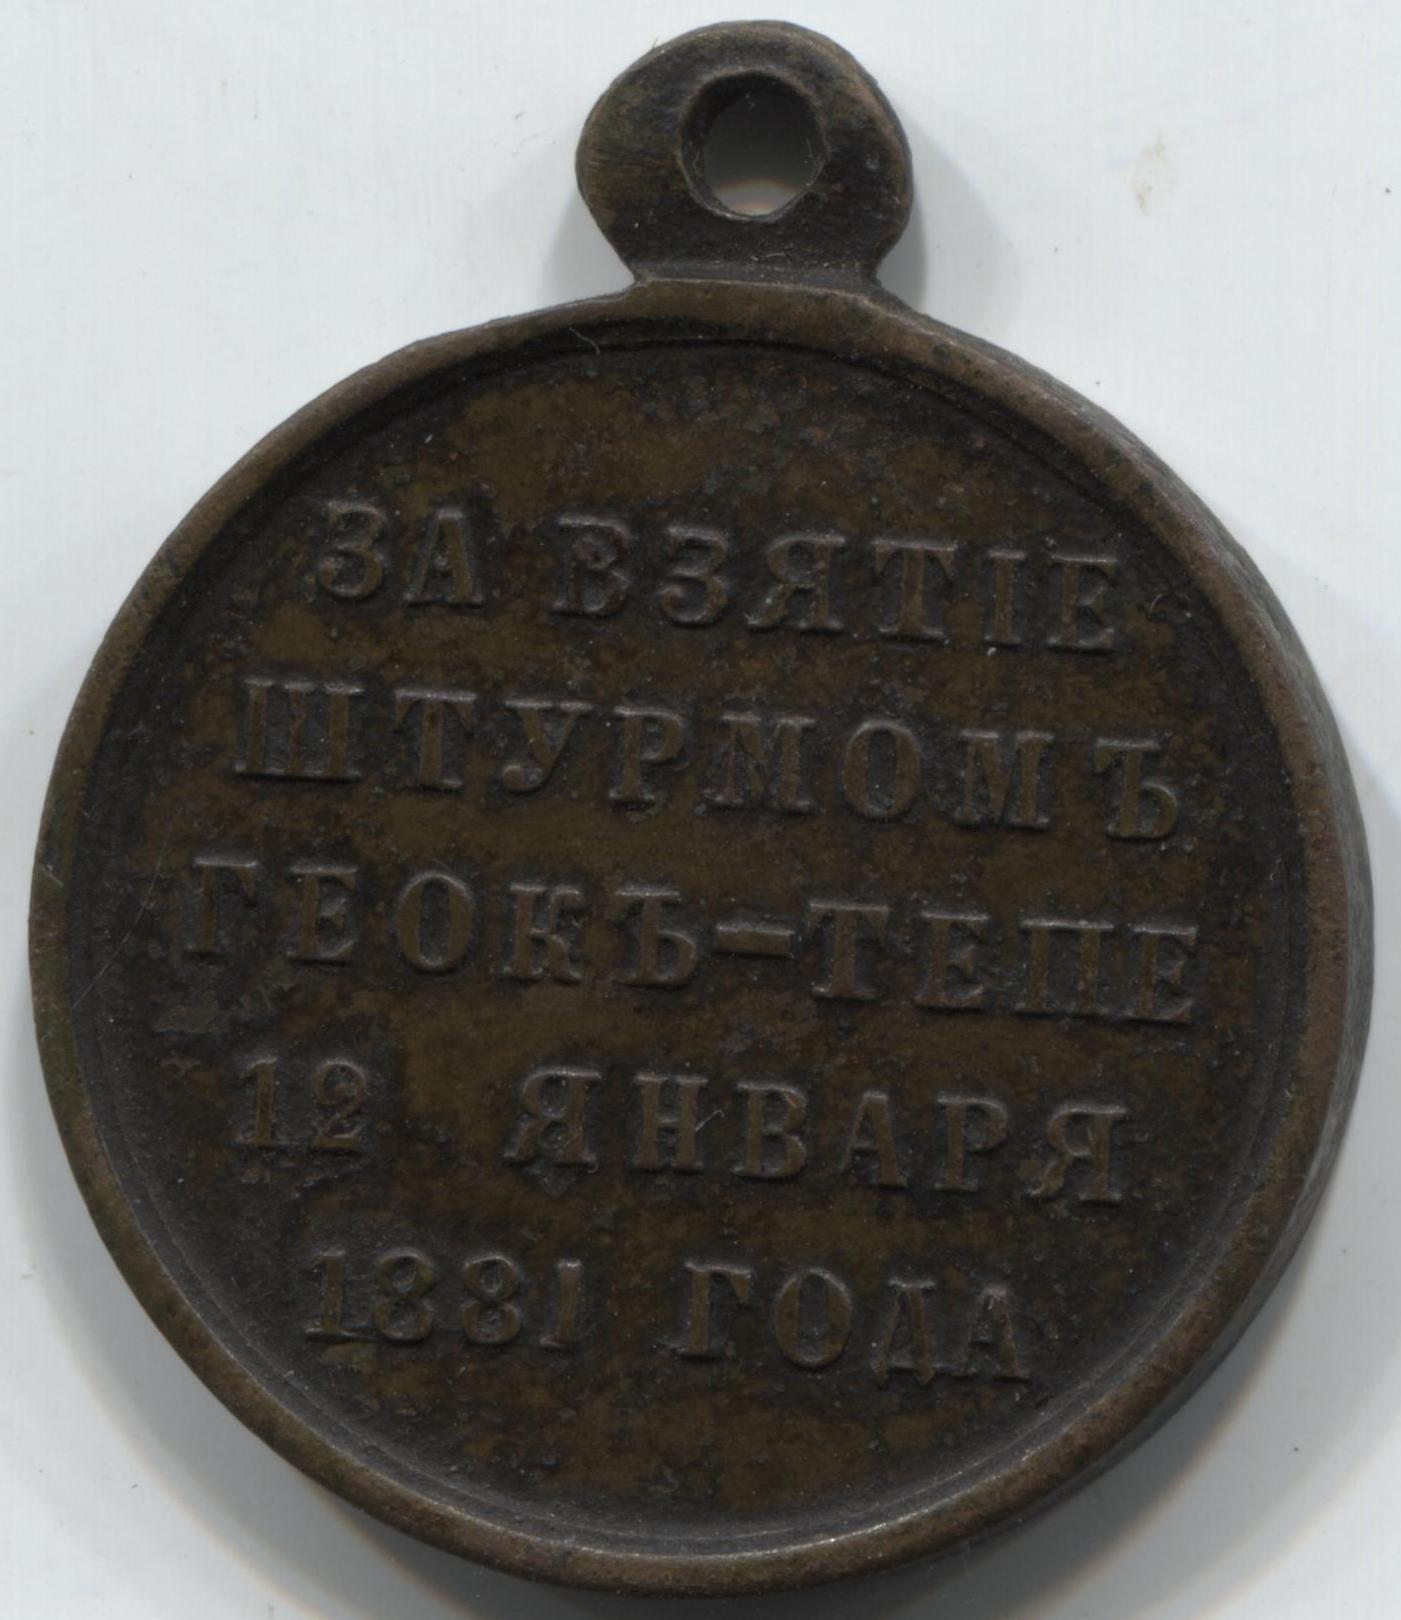 ЗА ВЗЯТІЕ
ШТУРМОМЪ
ГЕОКЪ-ТЕПЕ
12 ЯНВАРЯ
1881 ГОДА